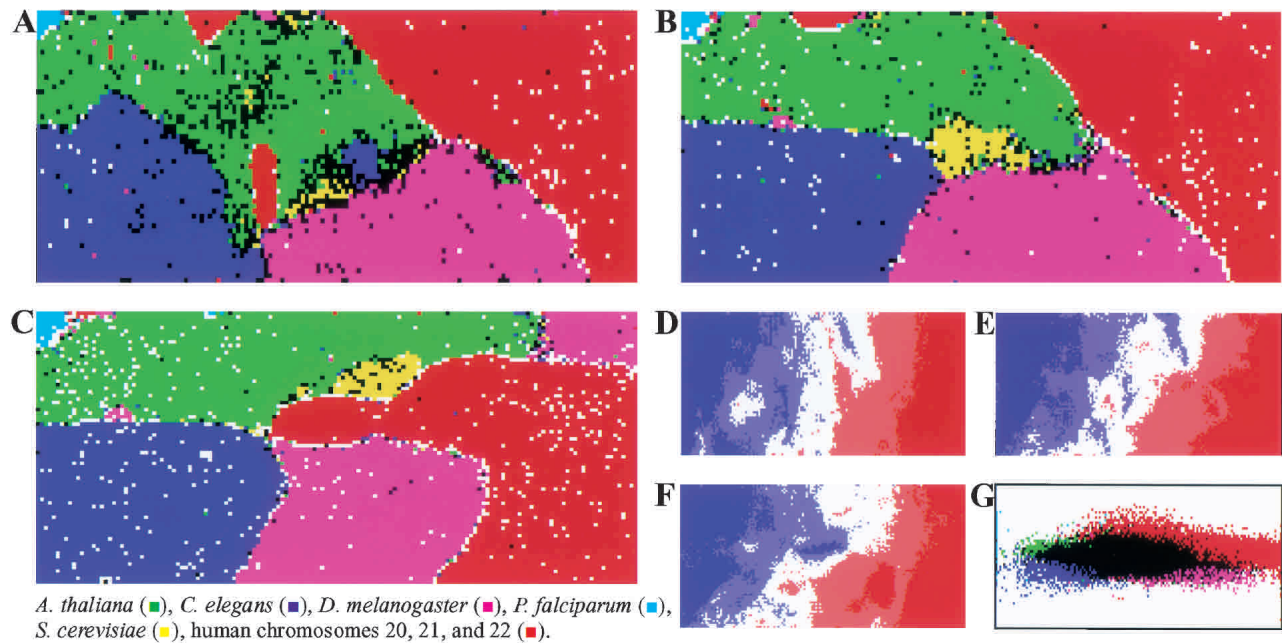 A
B
C
D
E
F
G
A. thaliana (■), C. elegans (■), D. melanogaster (■), P. falciparum (■),
S. cerevisiae (■), human chromosomes 20, 21, and 22 (■).